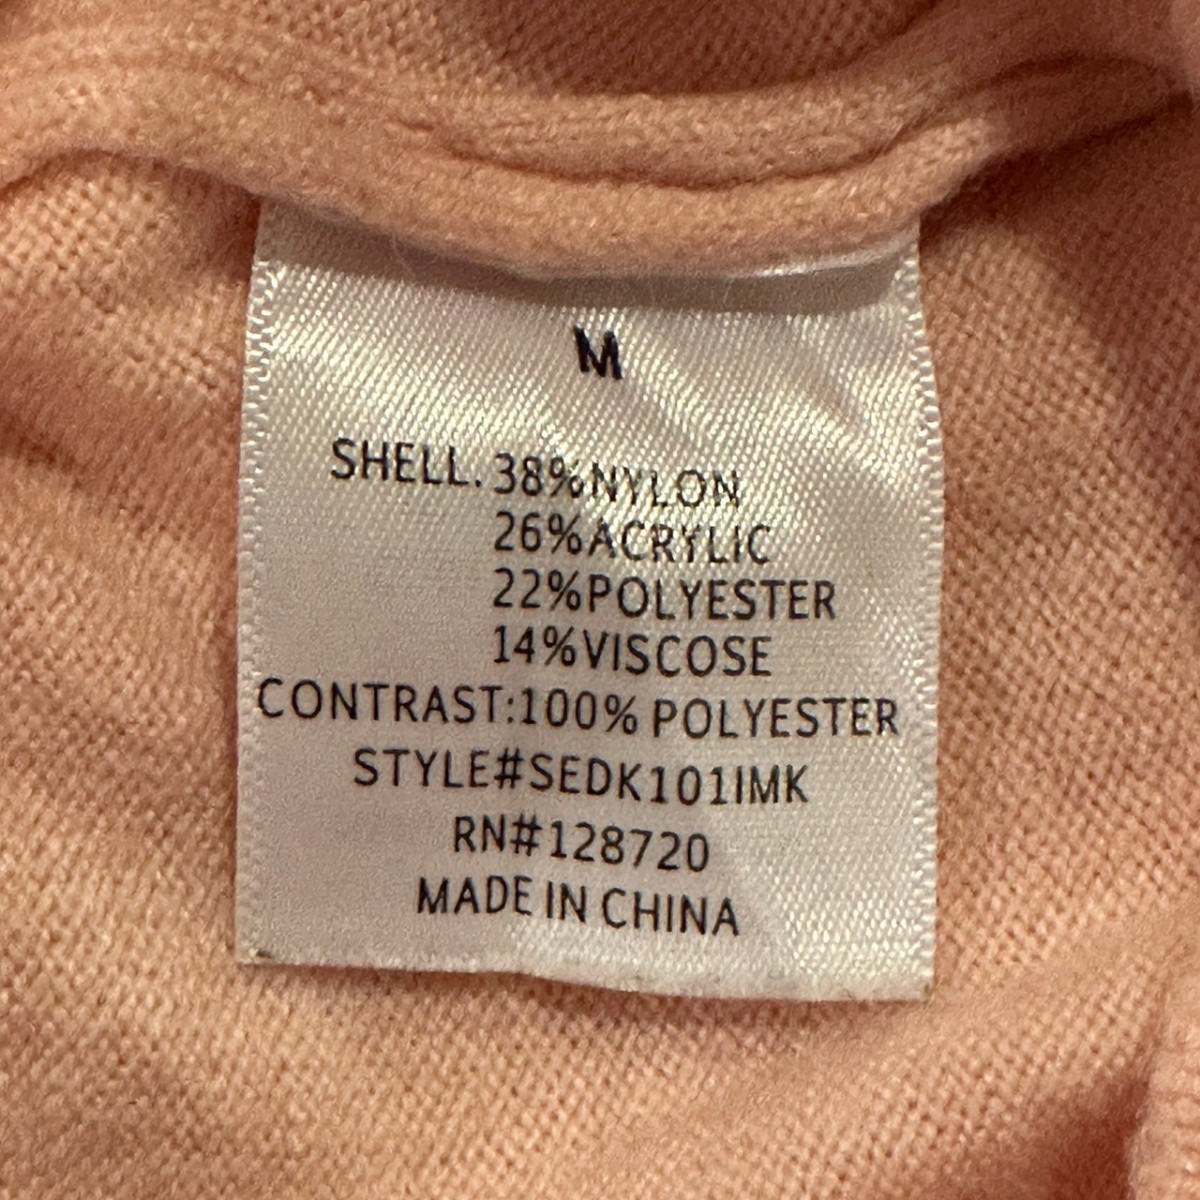 M
SHELL. 38%NYLON
26%ACRYLIC
22%POLYESTER
14%VISCOSE
CONTRAST:100% POLYESTER
STYLE#SEDK101IMK
RN#128720
MADE IN CHINA